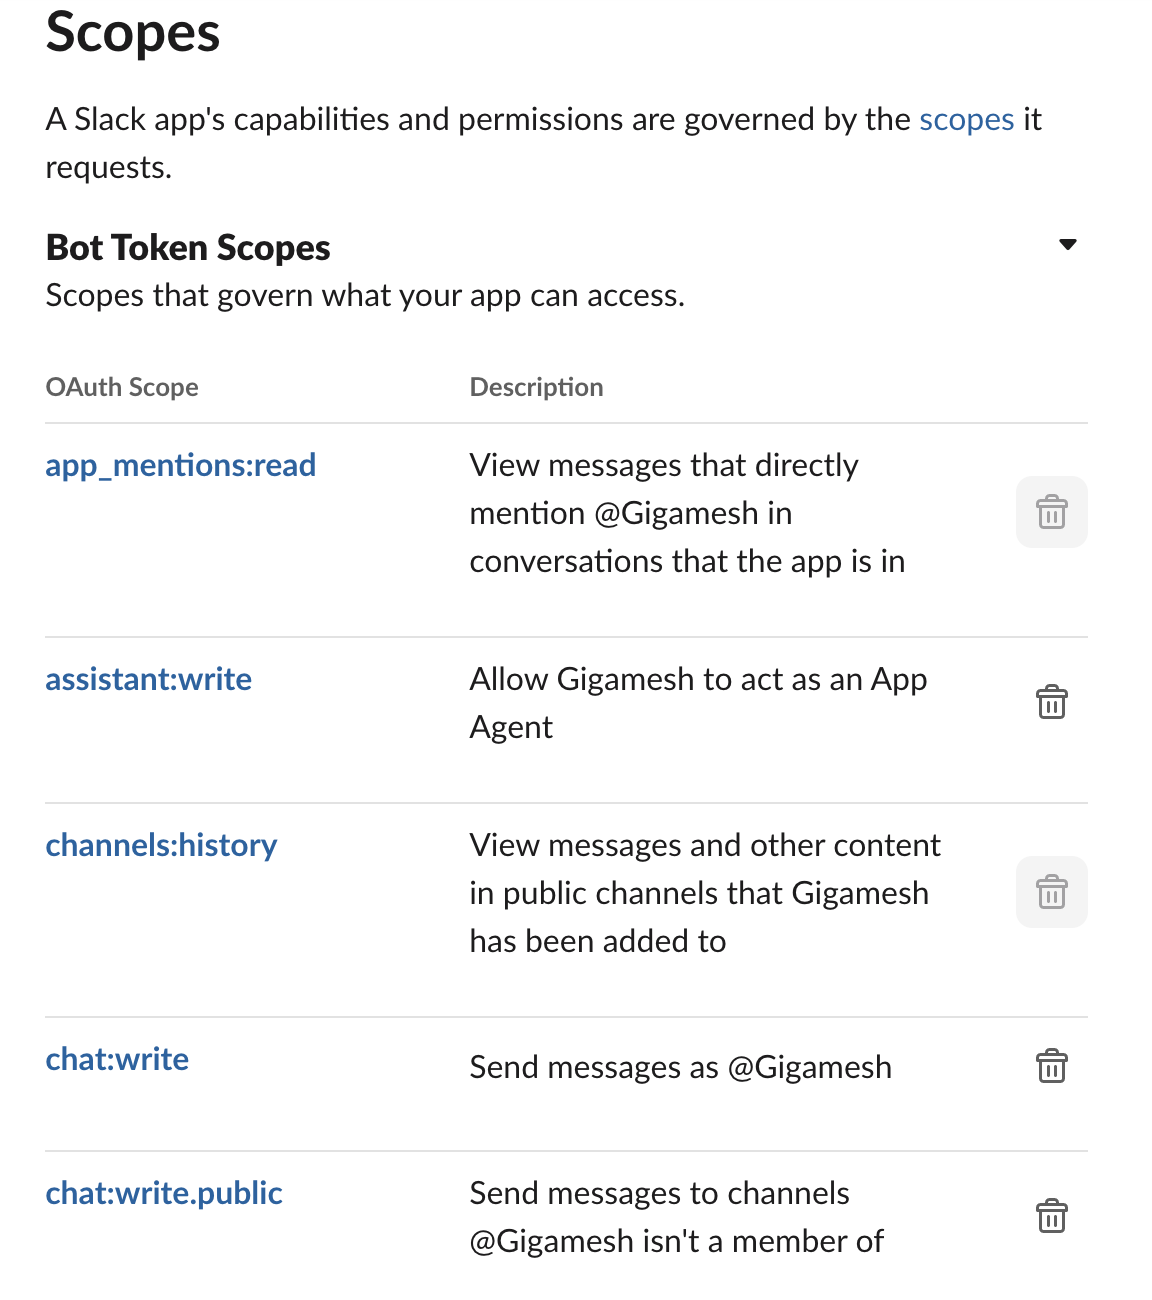 Scopes
A Slack app's capabilities and permissions are governed by the scopes it
requests.
Bot Token Scopes
Scopes that govern what your app can access.
OAuth Scope Description
app_mentions:read View messages that directly
mention @Gigamesh in
conversations that the app is in
assistant:write Allow Gigamesh to act as an App
Agent
channels:history View messages and other content
in public channels that Gigamesh
has been added to
chat:write Send messages as @Gigamesh
chat:write.public Send messages to channels
@Gigamesh isn't a member of